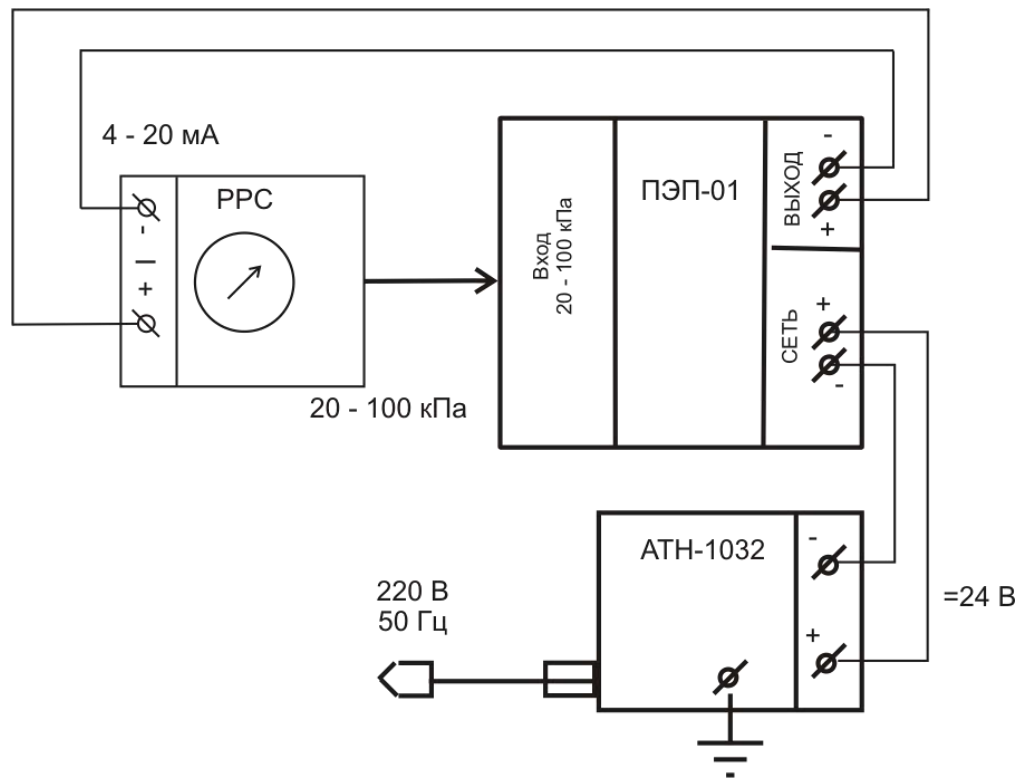 4 - 20 мА
РРС
-
+
20 - 100 кПа
Вход
20 - 100 кПа
ПЭП-01
ВЫХОД
-
+
СЕТЬ
+
-
АТН-1032
-
+
=24 В
220 В
50 Гц